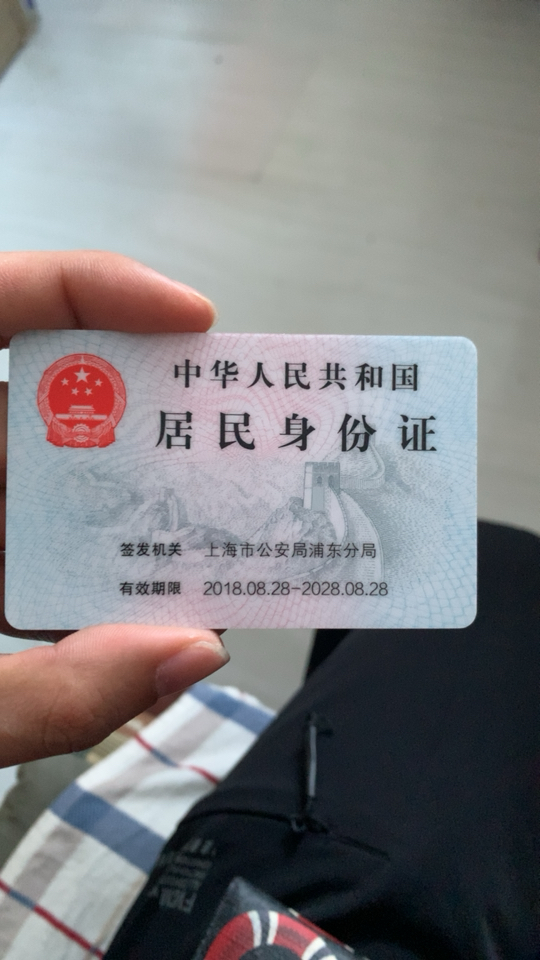 中华人民共和国
居民身份证
签发机关 上海市公安局浦东分局
有效期限 2018.08.28-2028.08.28